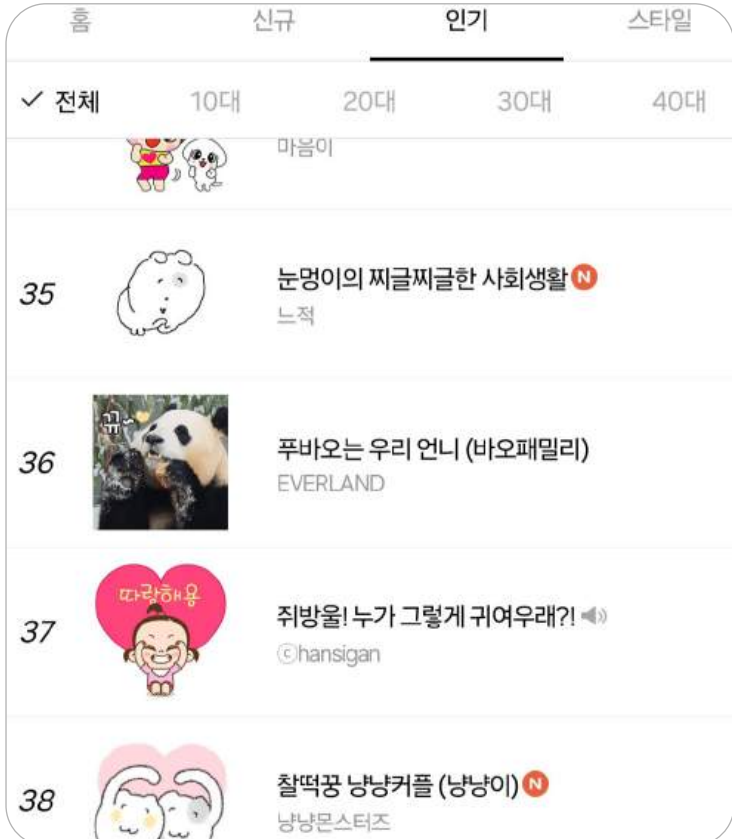 홈 신규 인기 스타일
전체 10대 20대 30대 40대
마음이
35
눈멍이의 찌글찌글한 사회생활 N
느적
36
뀨~
푸바오는 우리 언니 (바오패밀리)
EVERLAND
37
따랑해용
쥐방울! 누가 그렇게 귀여우래?!
ⓒhansigan
38
찰떡꿍 냥냥커플 (냥냥이) N
냥냥몬스터즈